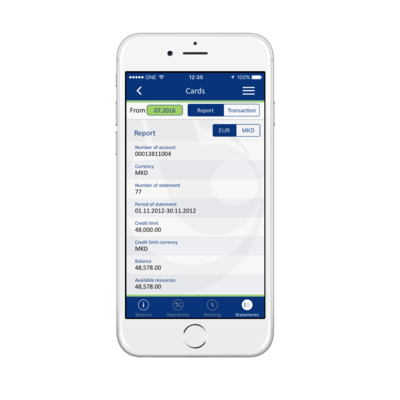 ONE 12:35 100%
Cards
From 07.2016 Report Transaction
Report EUR MKD
Number of account
00013811004
Currency
MKD
Number of statement
77
Period of statement
01.11.2012-30.11.2012
Credit limit
48,000.00
Credit limit currency
MKD
Balance
48,578.00
Available resources
48,578.00
Balance Operations Pending Statements